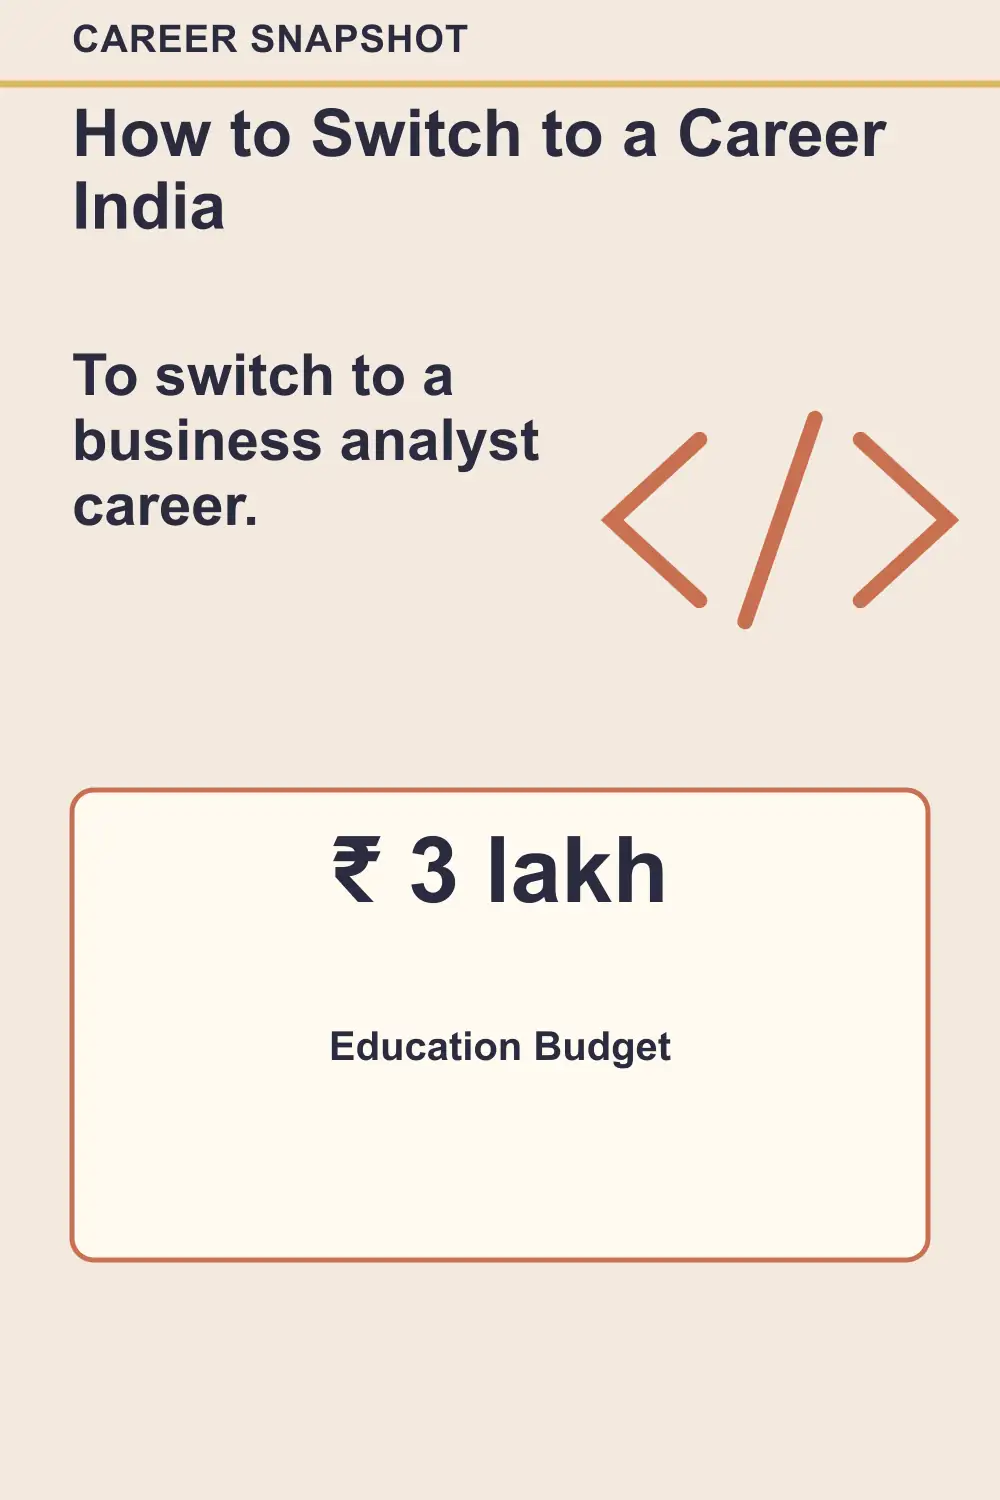 CAREER SNAPSHOT
How to Switch to a Career
India
To switch to a
business analyst
career.
₹ 3 lakh
Education Budget